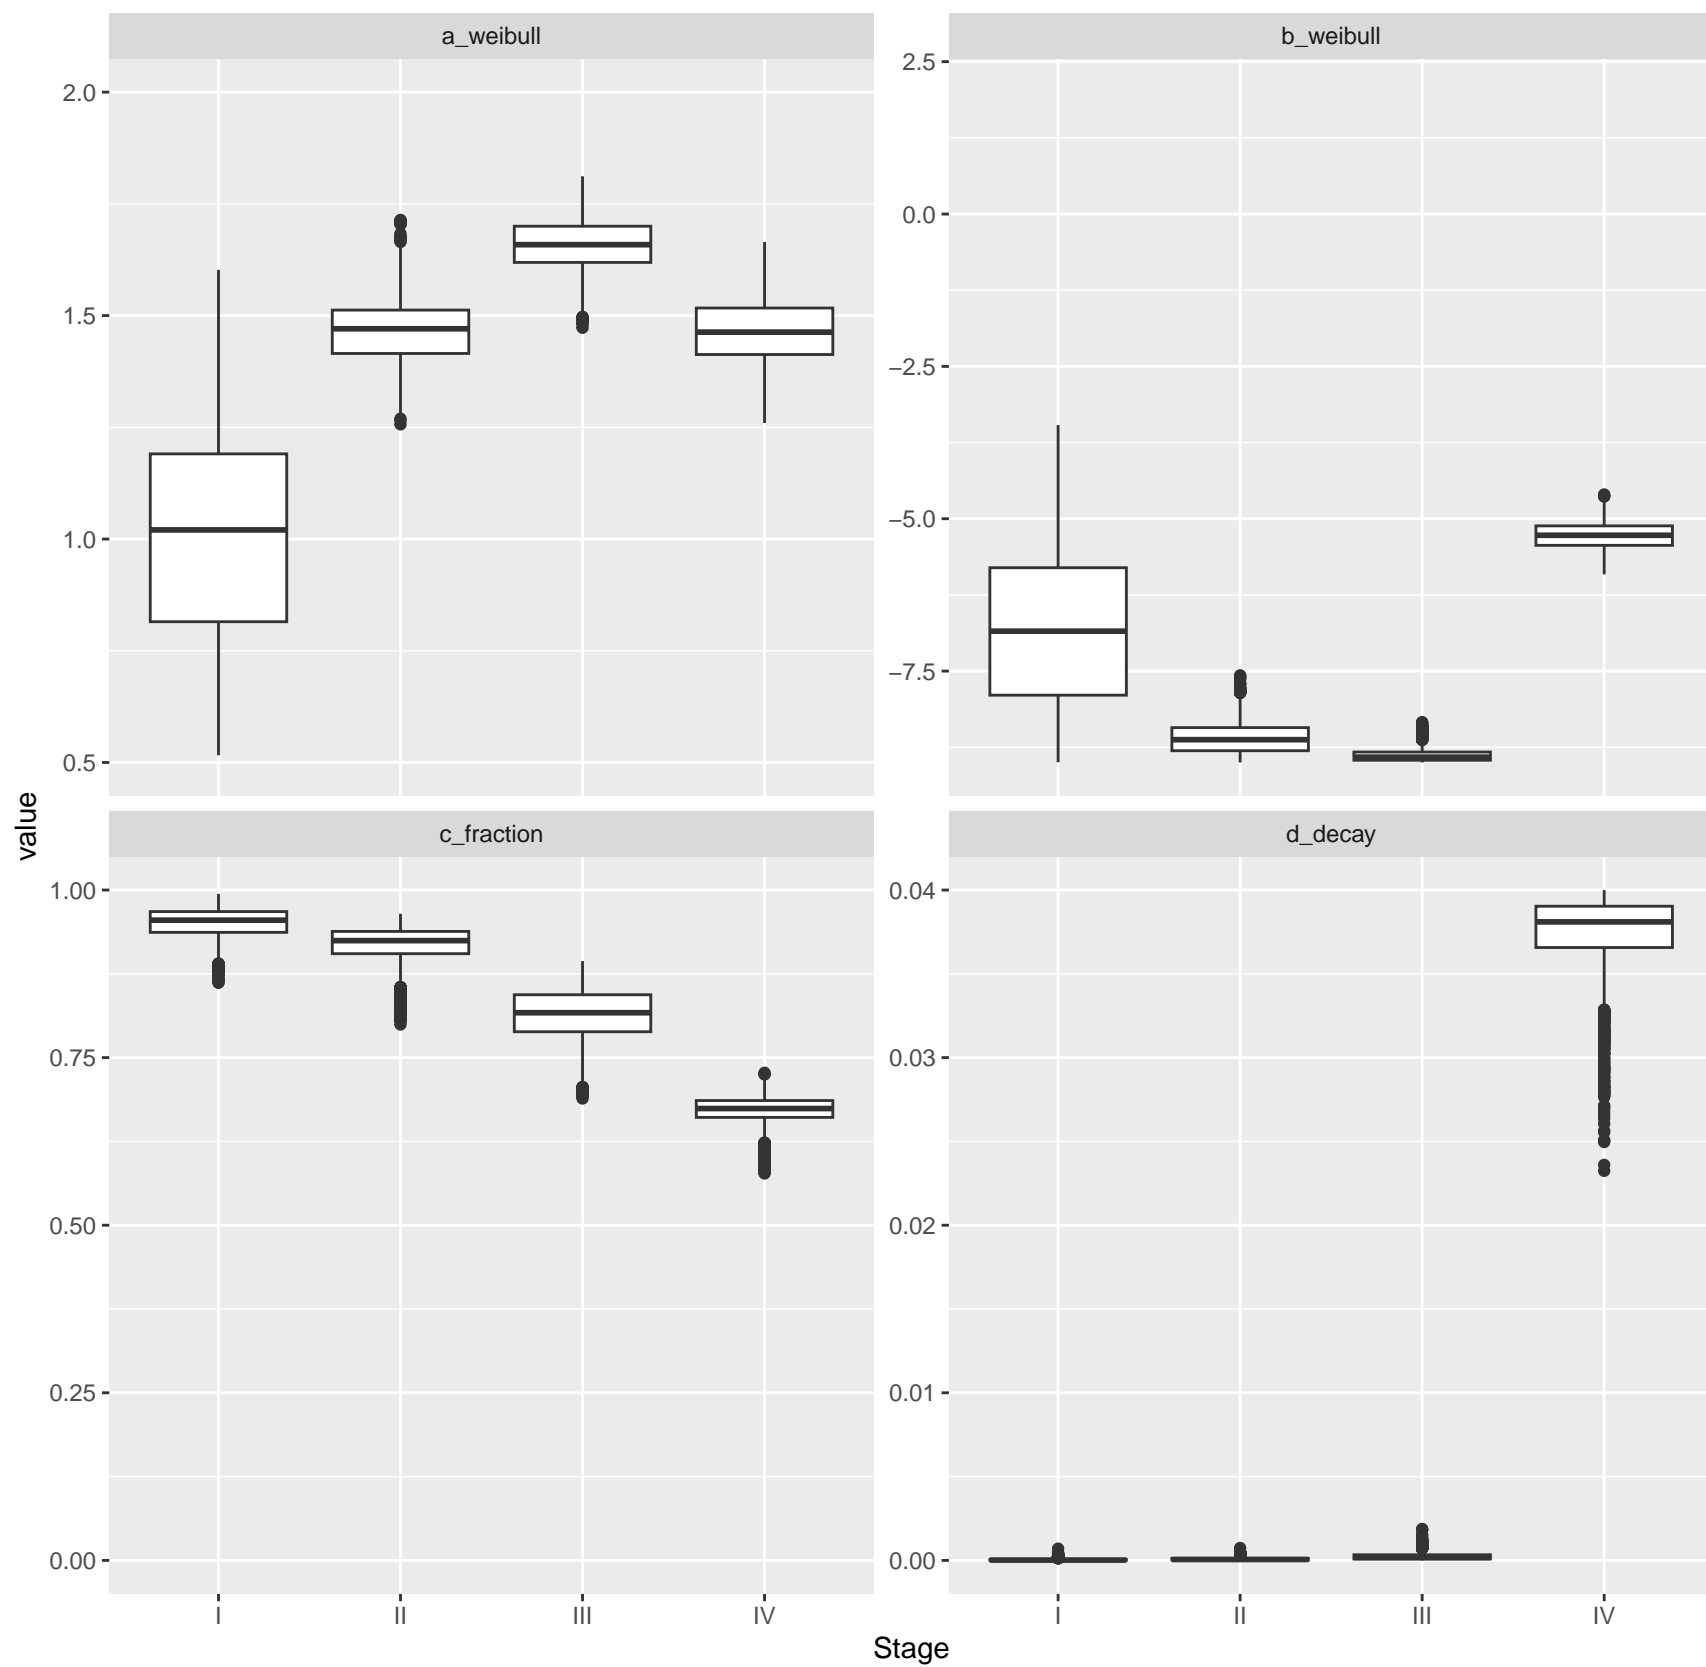 a_weibull
b_weibull
2.0
1.5
1.0
0.5
2.5
0.0
−2.5
−5.0
−7.5
value
c_fraction
d_decay
1.00
0.75
0.50
0.25
0.00
0.04
0.03
0.02
0.01
0.00
I II III IV
I II III IV
Stage